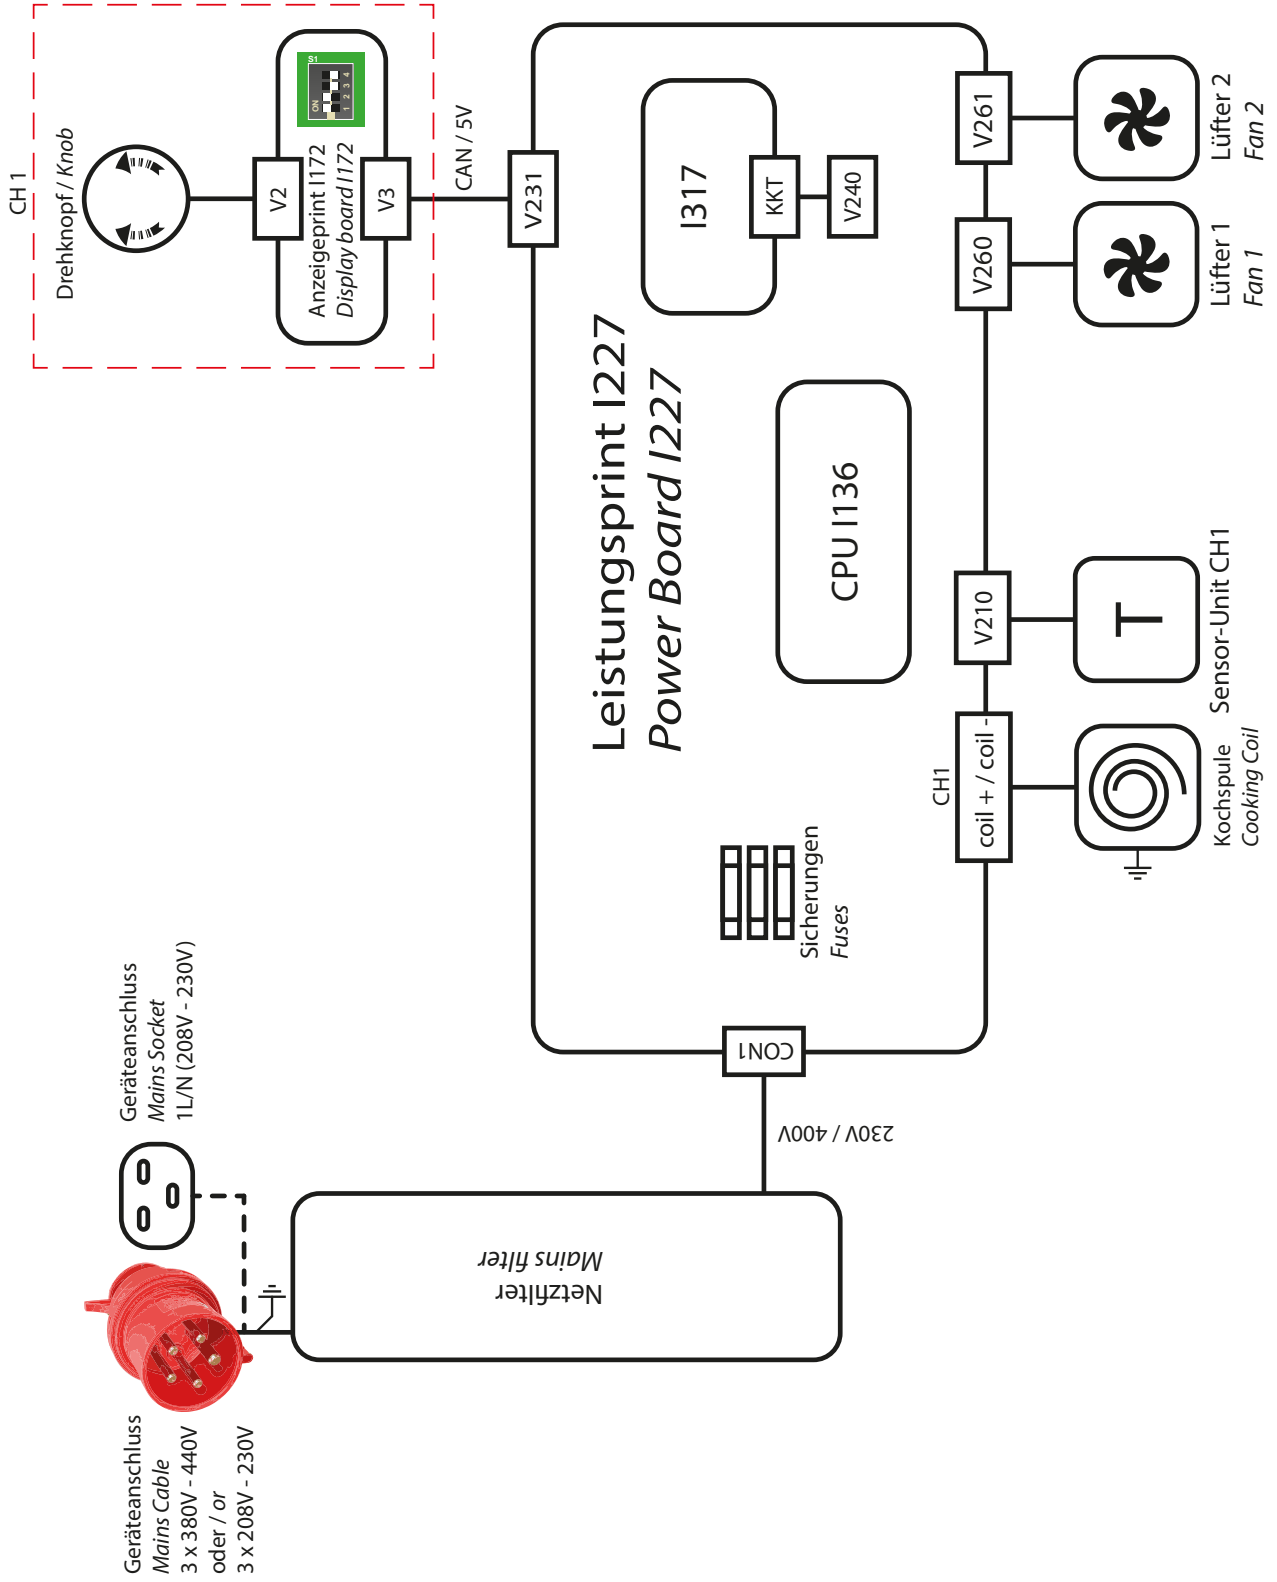 Geräteanschluss
Mains Cable
3 x 380V - 440V
oder / or
3 x 208V - 230V
Geräteanschluss
Mains Socket
1L/N (208V - 230V)
Netzfilter
Mains filter
230V / 400V
CON1
Leistungsprint I227
Power Board I227
Sicherungen
Fuses
CPU I136
I317
KKT
V240
CH 1
Drehknopf / Knob
V2
Anzeigeprint I172
Display board I172
S1
ON
1 2 3 4
V3
CAN / 5V
V231
CH1
coil + / coil -
Kochspule
Cooking Coil
V210
T
Sensor-Unit CH1
V260
Lüfter 1
Fan 1
V261
Lüfter 2
Fan 2